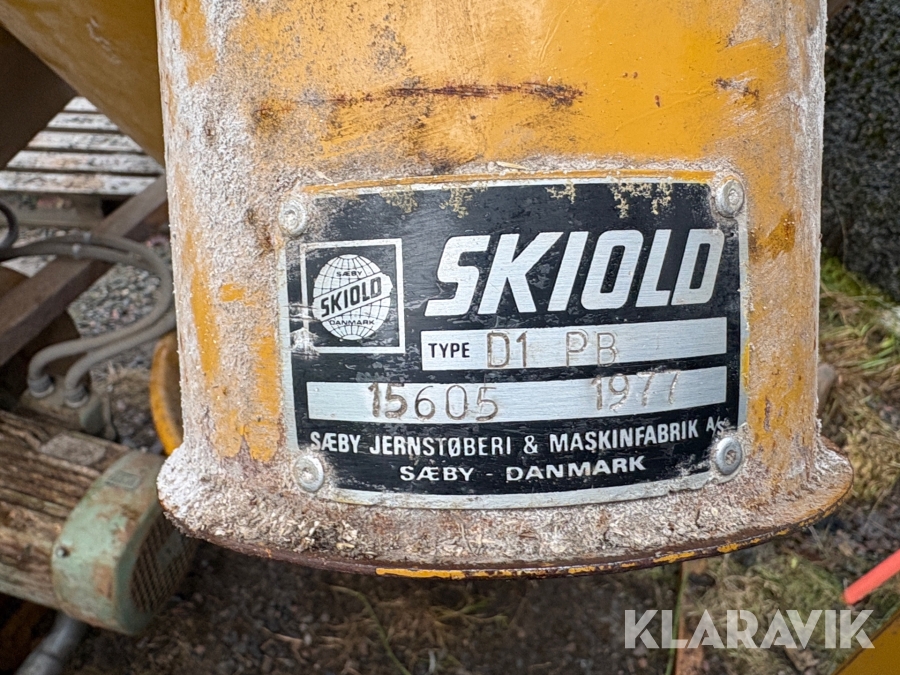 SÆBY
SKIOLD
DANMARK
SKIOLD
TYPE D1 PB
15605 1977
SÆBY JERNSTØBERI & MASKINFABRIK A/S
SÆBY - DANMARK
KLARAVIK